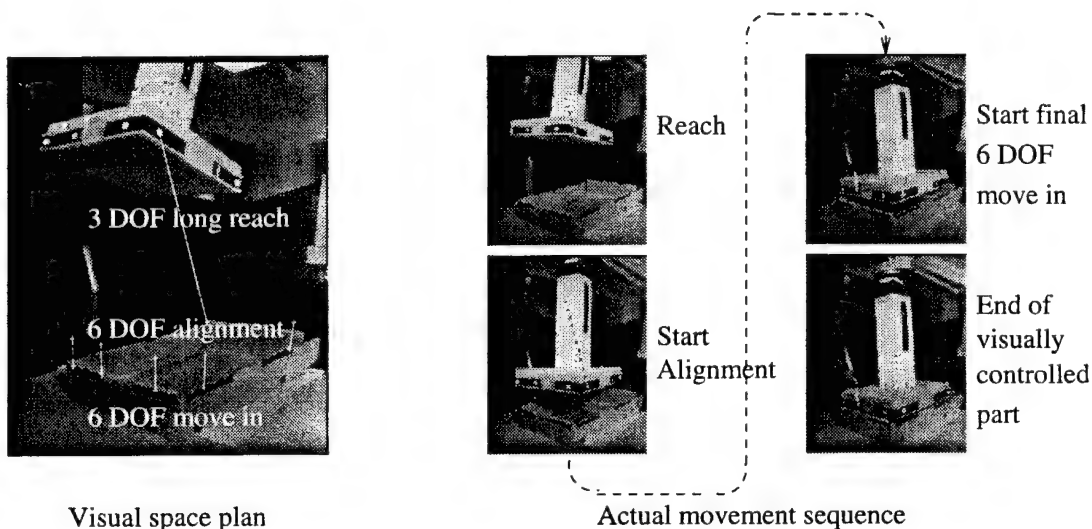 3 DOF long reach
6 DOF alignment
6 DOF move in
Visual space plan
Reach
Start
Alignment
Start final
6 DOF
move in
End of
visually
controlled
part
Actual movement sequence